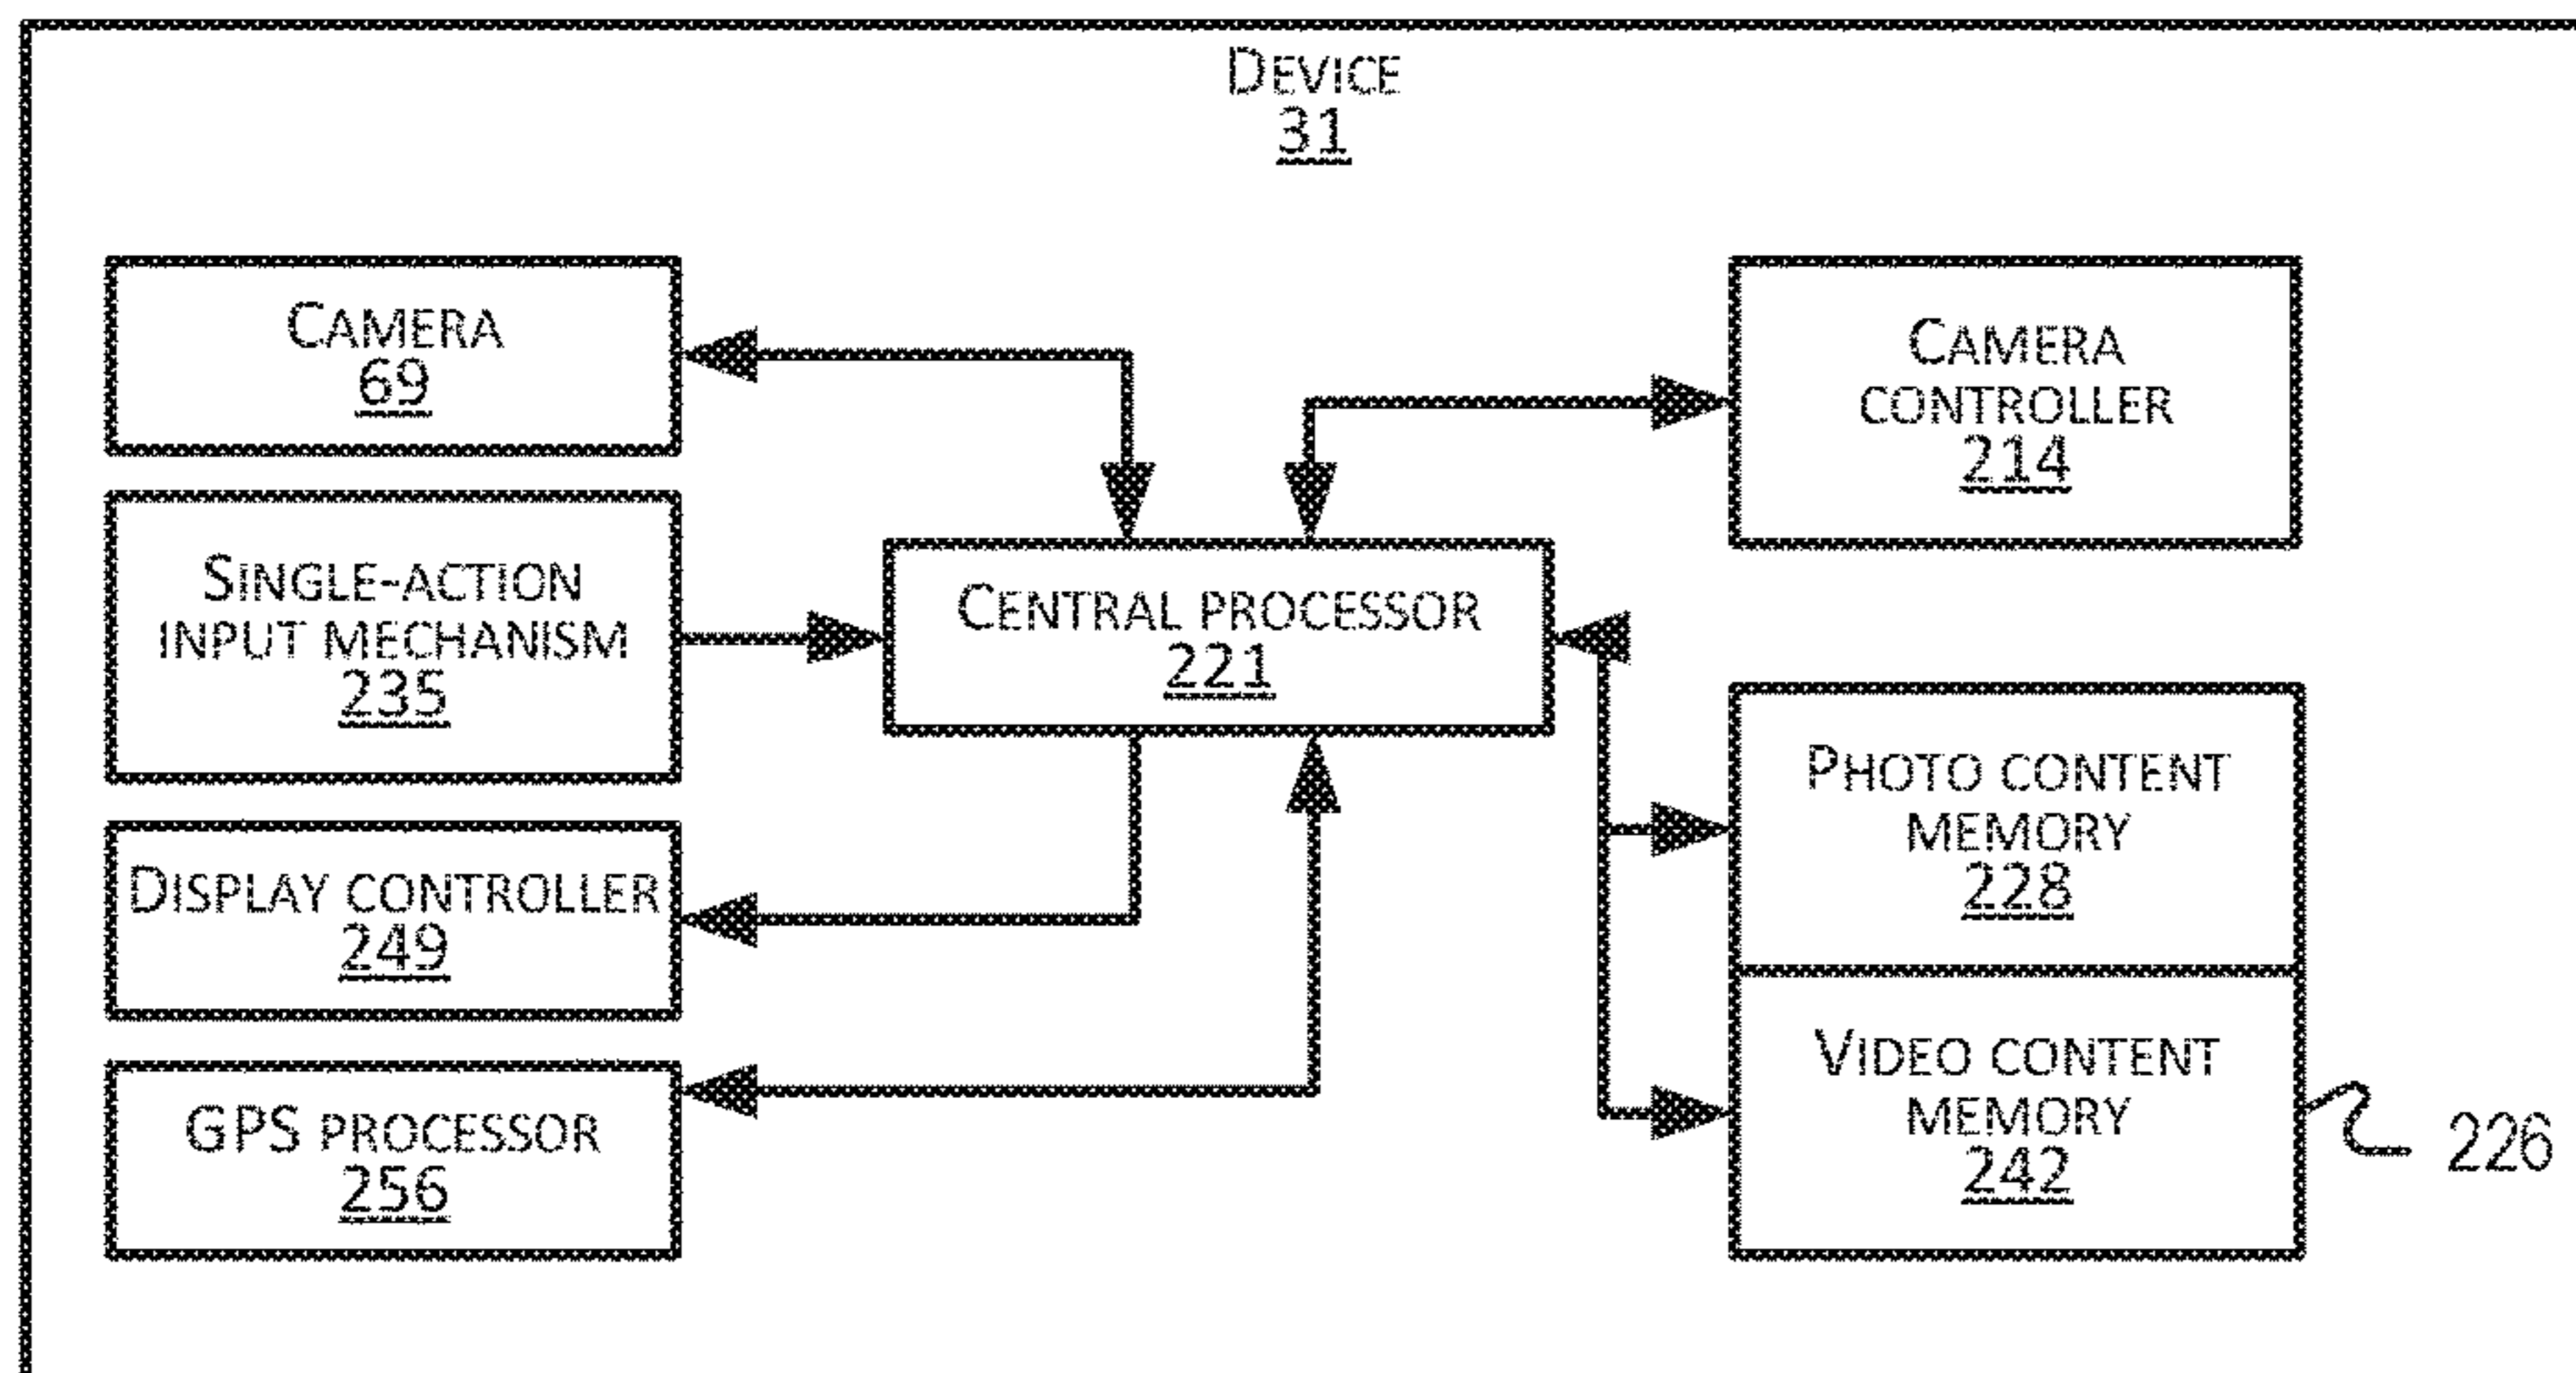 DEVICE
31
CAMERA
69
CAMERA
CONTROLLER
214
SINGLE-ACTION
INPUT MECHANISM
235
CENTRAL PROCESSOR
221
PHOTO CONTENT
MEMORY
228
DISPLAY CONTROLLER
249
VIDEO CONTENT
MEMORY
242
226
GPS PROCESSOR
256